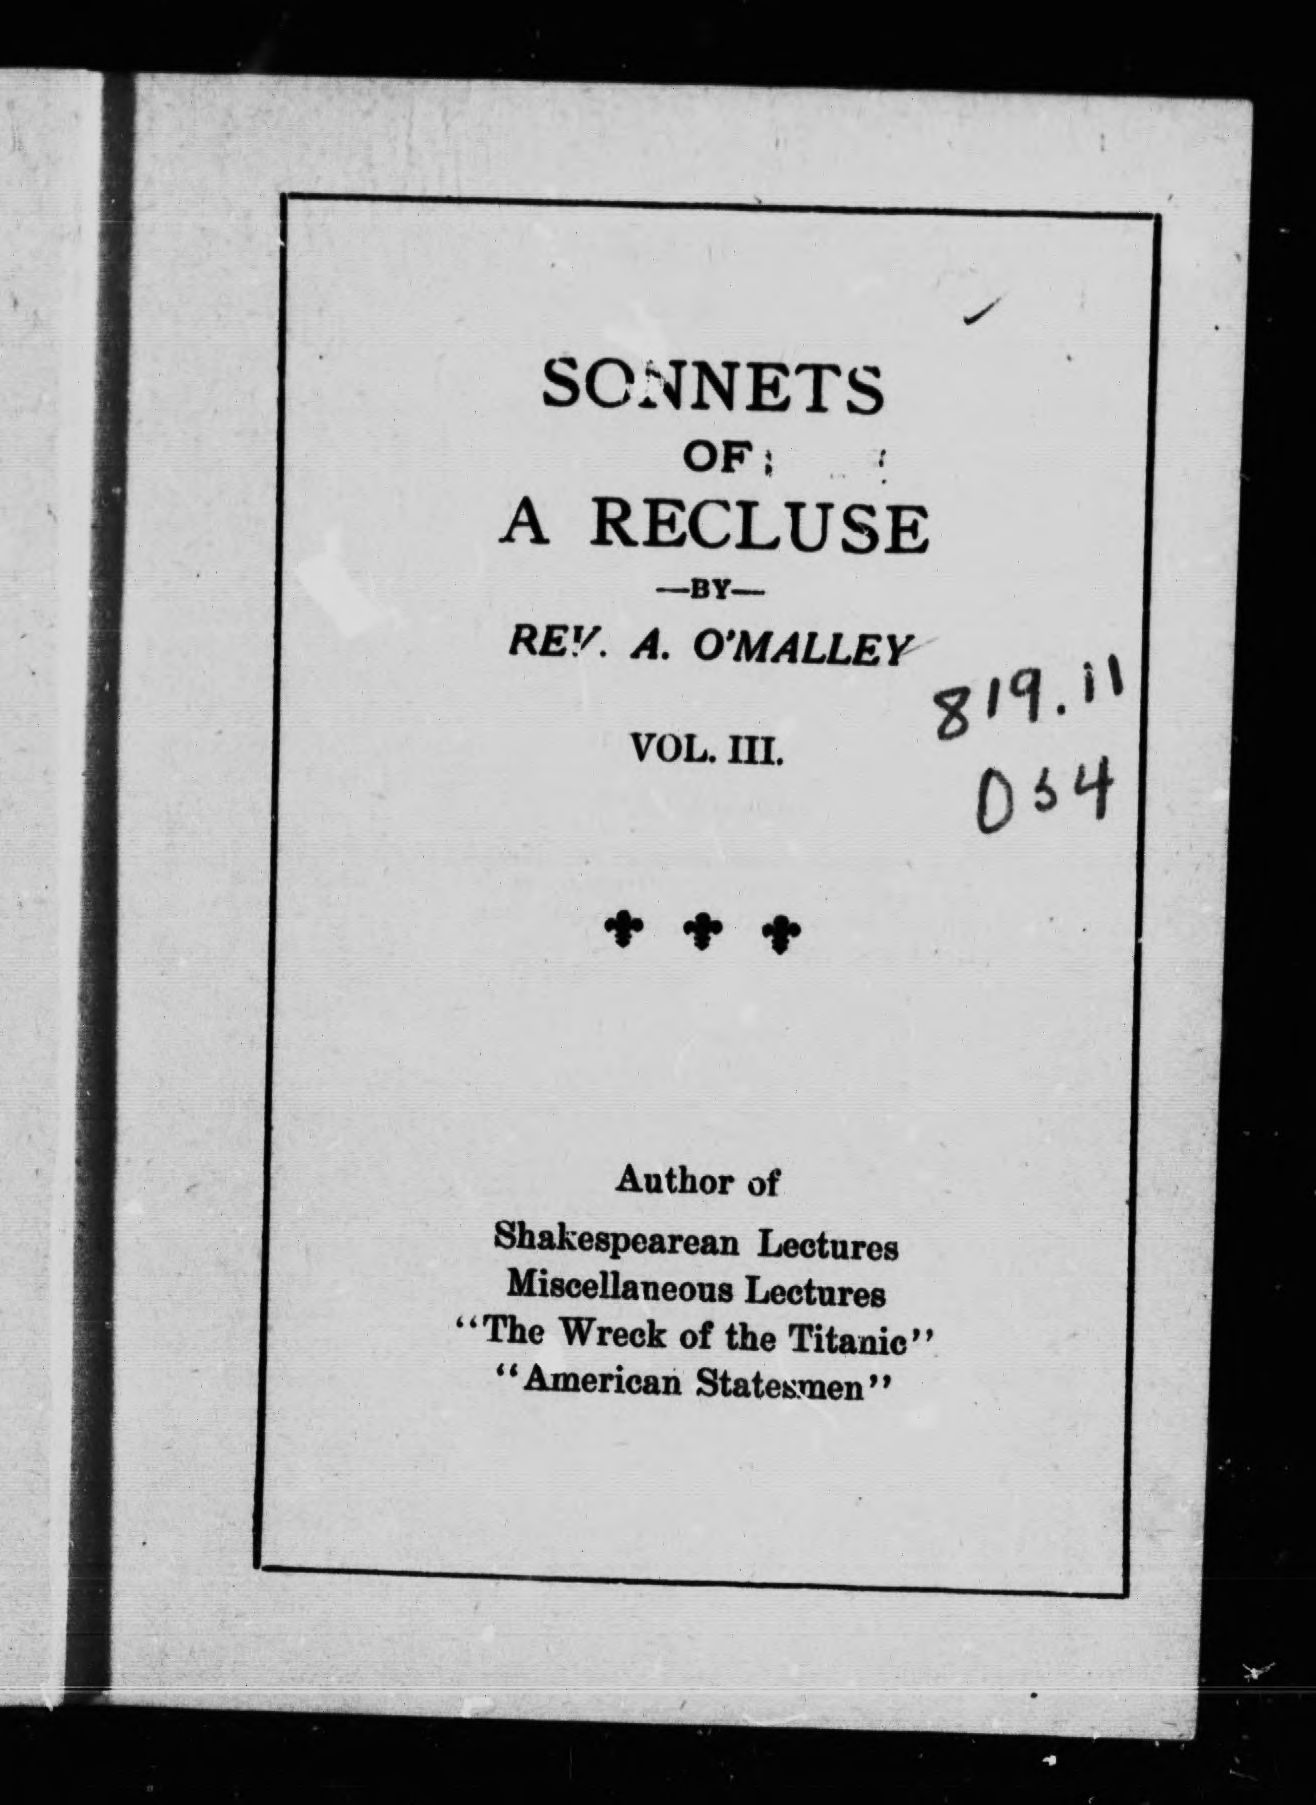 SONNETS
OF
A RECLUSE
—BY—
REV. A. O'MALLEY
819.11
O54
VOL. III.
Author of
Shakespearean Lectures
Miscellaneous Lectures
"The Wreck of the Titanic"
"American Statesmen"